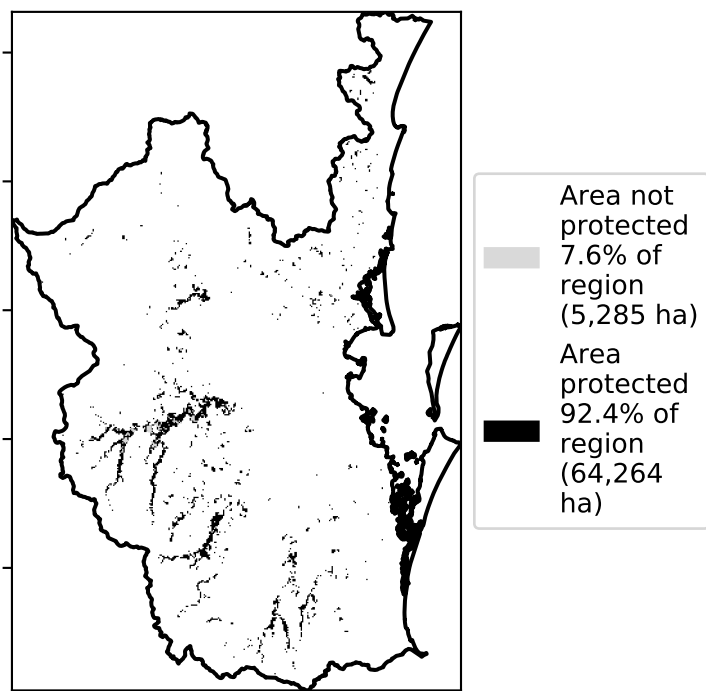 Area not
protected
7.6% of
region
(5,285 ha)
Area
protected
92.4% of
region
(64,264
ha)